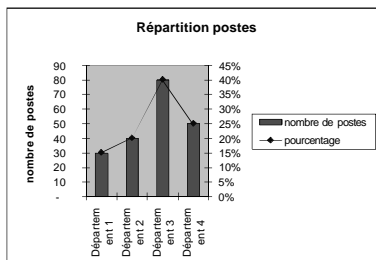 Répartition postes
nombre de postes
90
80
70
60
50
40
30
20
10
-
45%
40%
35%
30%
25%
20%
15%
10%
5%
0%
Départem
ent 1
Départem
ent 2
Départem
ent 3
Départem
ent 4
nombre de postes
pourcentage